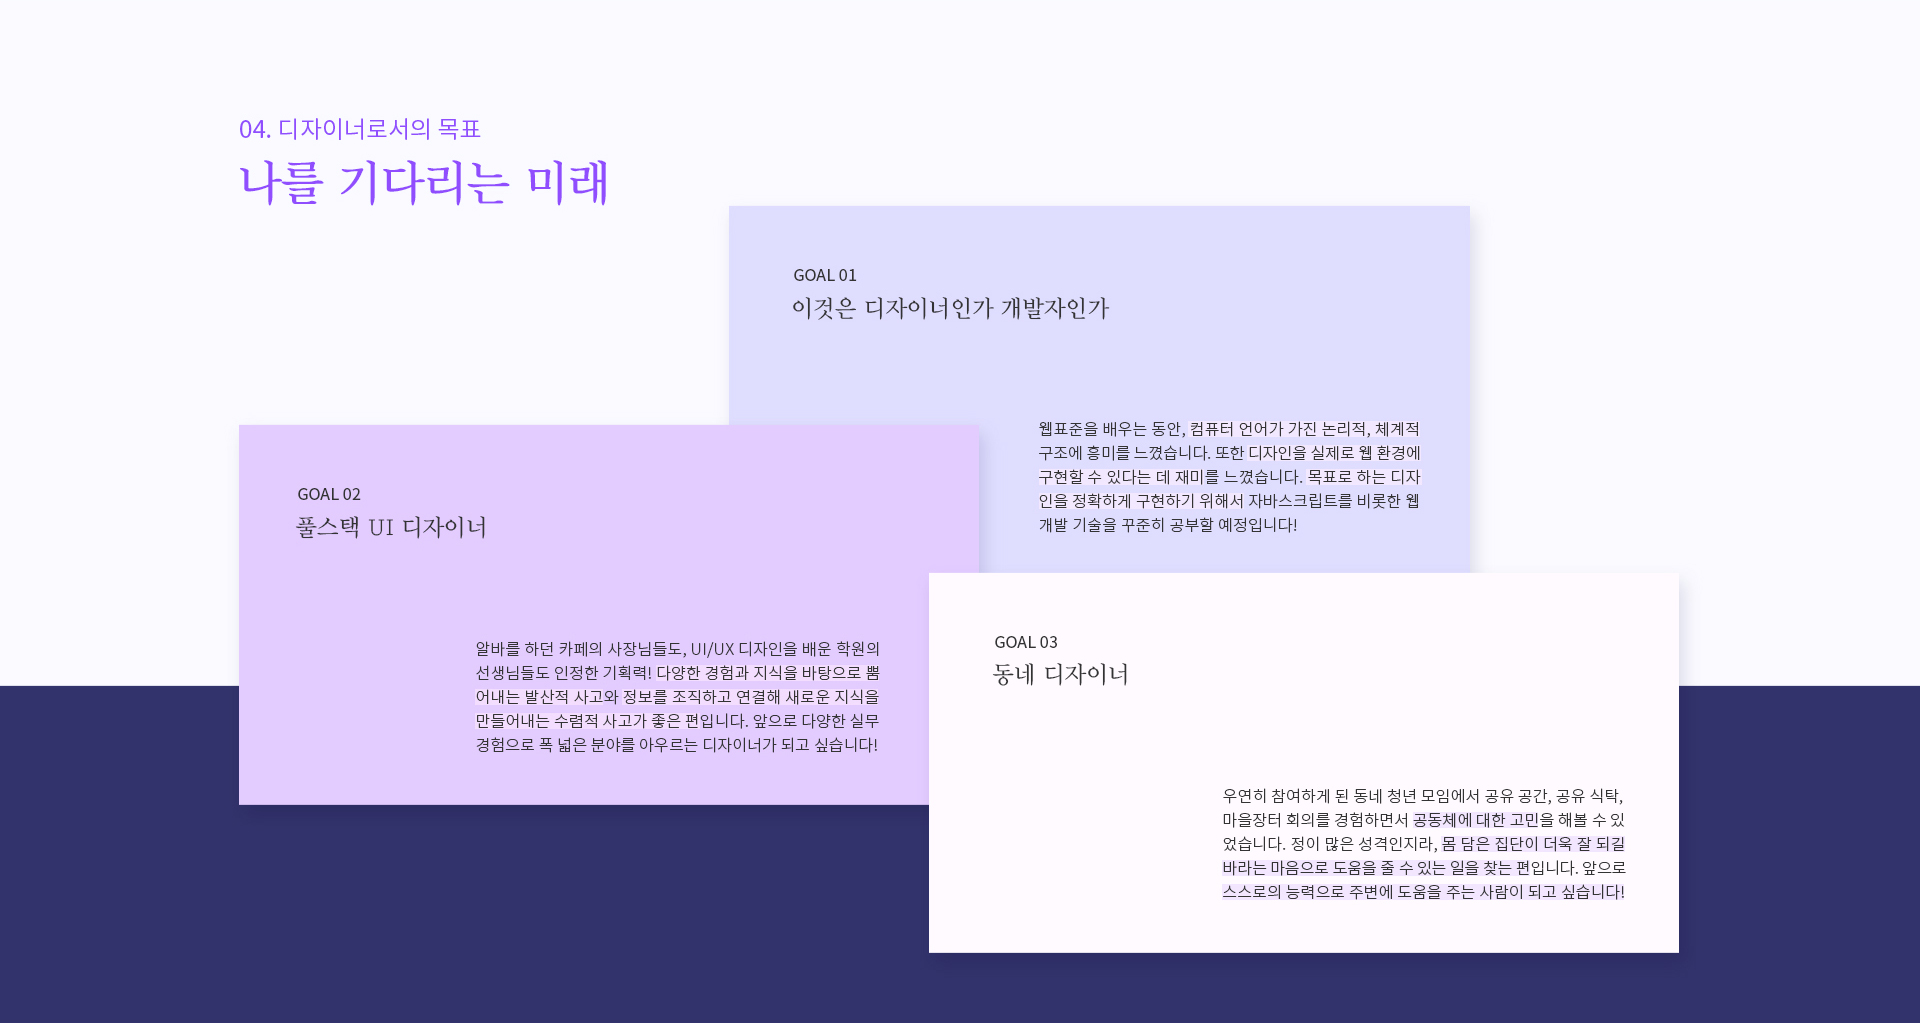 04. 디자이너로서의 목표
나를 기다리는 미래
GOAL 01
이것은 디자이너인가 개발자인가
웹표준을 배우는 동안, 컴퓨터 언어가 가진 논리적, 체계적
구조에 흥미를 느꼈습니다. 또한 디자인을 실제로 웹 환경에
구현할 수 있다는 데 재미를 느꼈습니다. 목표로 하는 디자
인을 정확하게 구현하기 위해서 자바스크립트를 비롯한 웹
개발 기술을 꾸준히 공부할 예정입니다!
GOAL 02
풀스택 UI 디자이너
알바를 하던 카페의 사장님들도, UI/UX 디자인을 배운 학원의
선생님들도 인정한 기획력! 다양한 경험과 지식을 바탕으로 뿜
어내는 발산적 사고와 정보를 조직하고 연결해 새로운 지식을
만들어내는 수렴적 사고가 좋은 편입니다. 앞으로 다양한 실무
경험으로 폭 넓은 분야를 아우르는 디자이너가 되고 싶습니다!
GOAL 03
동네 디자이너
우연히 참여하게 된 동네 청년 모임에서 공유 공간, 공유 식탁,
마을장터 회의를 경험하면서 공동체에 대한 고민을 해볼 수 있
었습니다. 정이 많은 성격인지라, 몸 담은 집단이 더욱 잘 되길
바라는 마음으로 도움을 줄 수 있는 일을 찾는 편입니다. 앞으로
스스로의 능력으로 주변에 도움을 주는 사람이 되고 싶습니다!